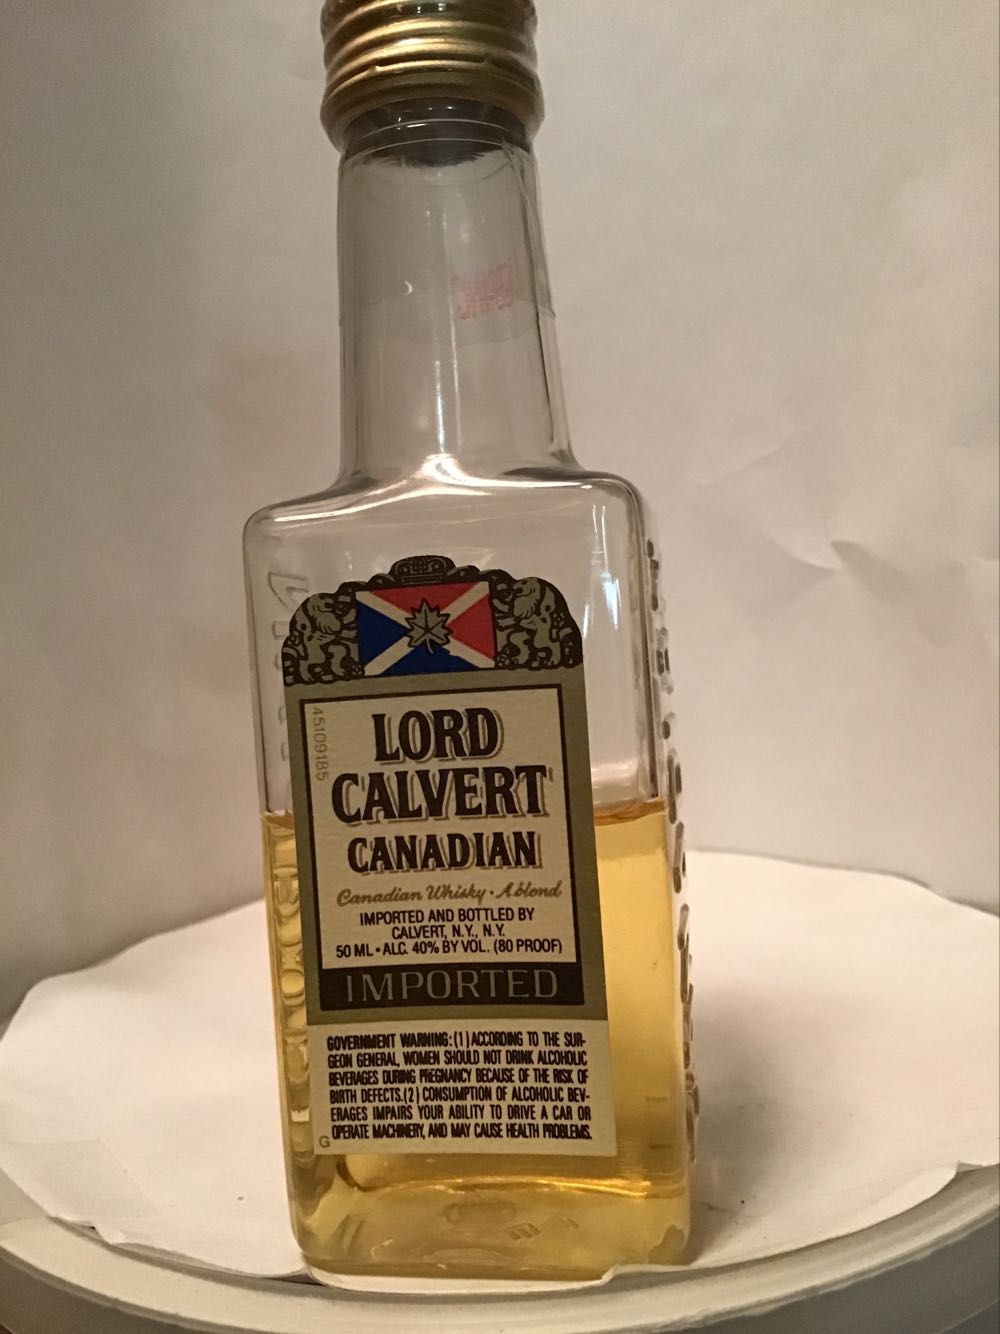 45109185
LORD
CALVERT
CANADIAN
Canadian Whisky • A blend
IMPORTED AND BOTTLED BY
CALVERT, N.Y., N.Y.
50 ML • ALC. 40% BY VOL. (80 PROOF)
IMPORTED
GOVERNMENT WARNING: (1) ACCORDING TO THE SUR-
GEON GENERAL, WOMEN SHOULD NOT DRINK ALCOHOLIC
BEVERAGES DURING PREGNANCY BECAUSE OF THE RISK OF
BIRTH DEFECTS. (2) CONSUMPTION OF ALCOHOLIC BEV-
ERAGES IMPAIRS YOUR ABILITY TO DRIVE A CAR OR
OPERATE MACHINERY, AND MAY CAUSE HEALTH PROBLEMS.
G